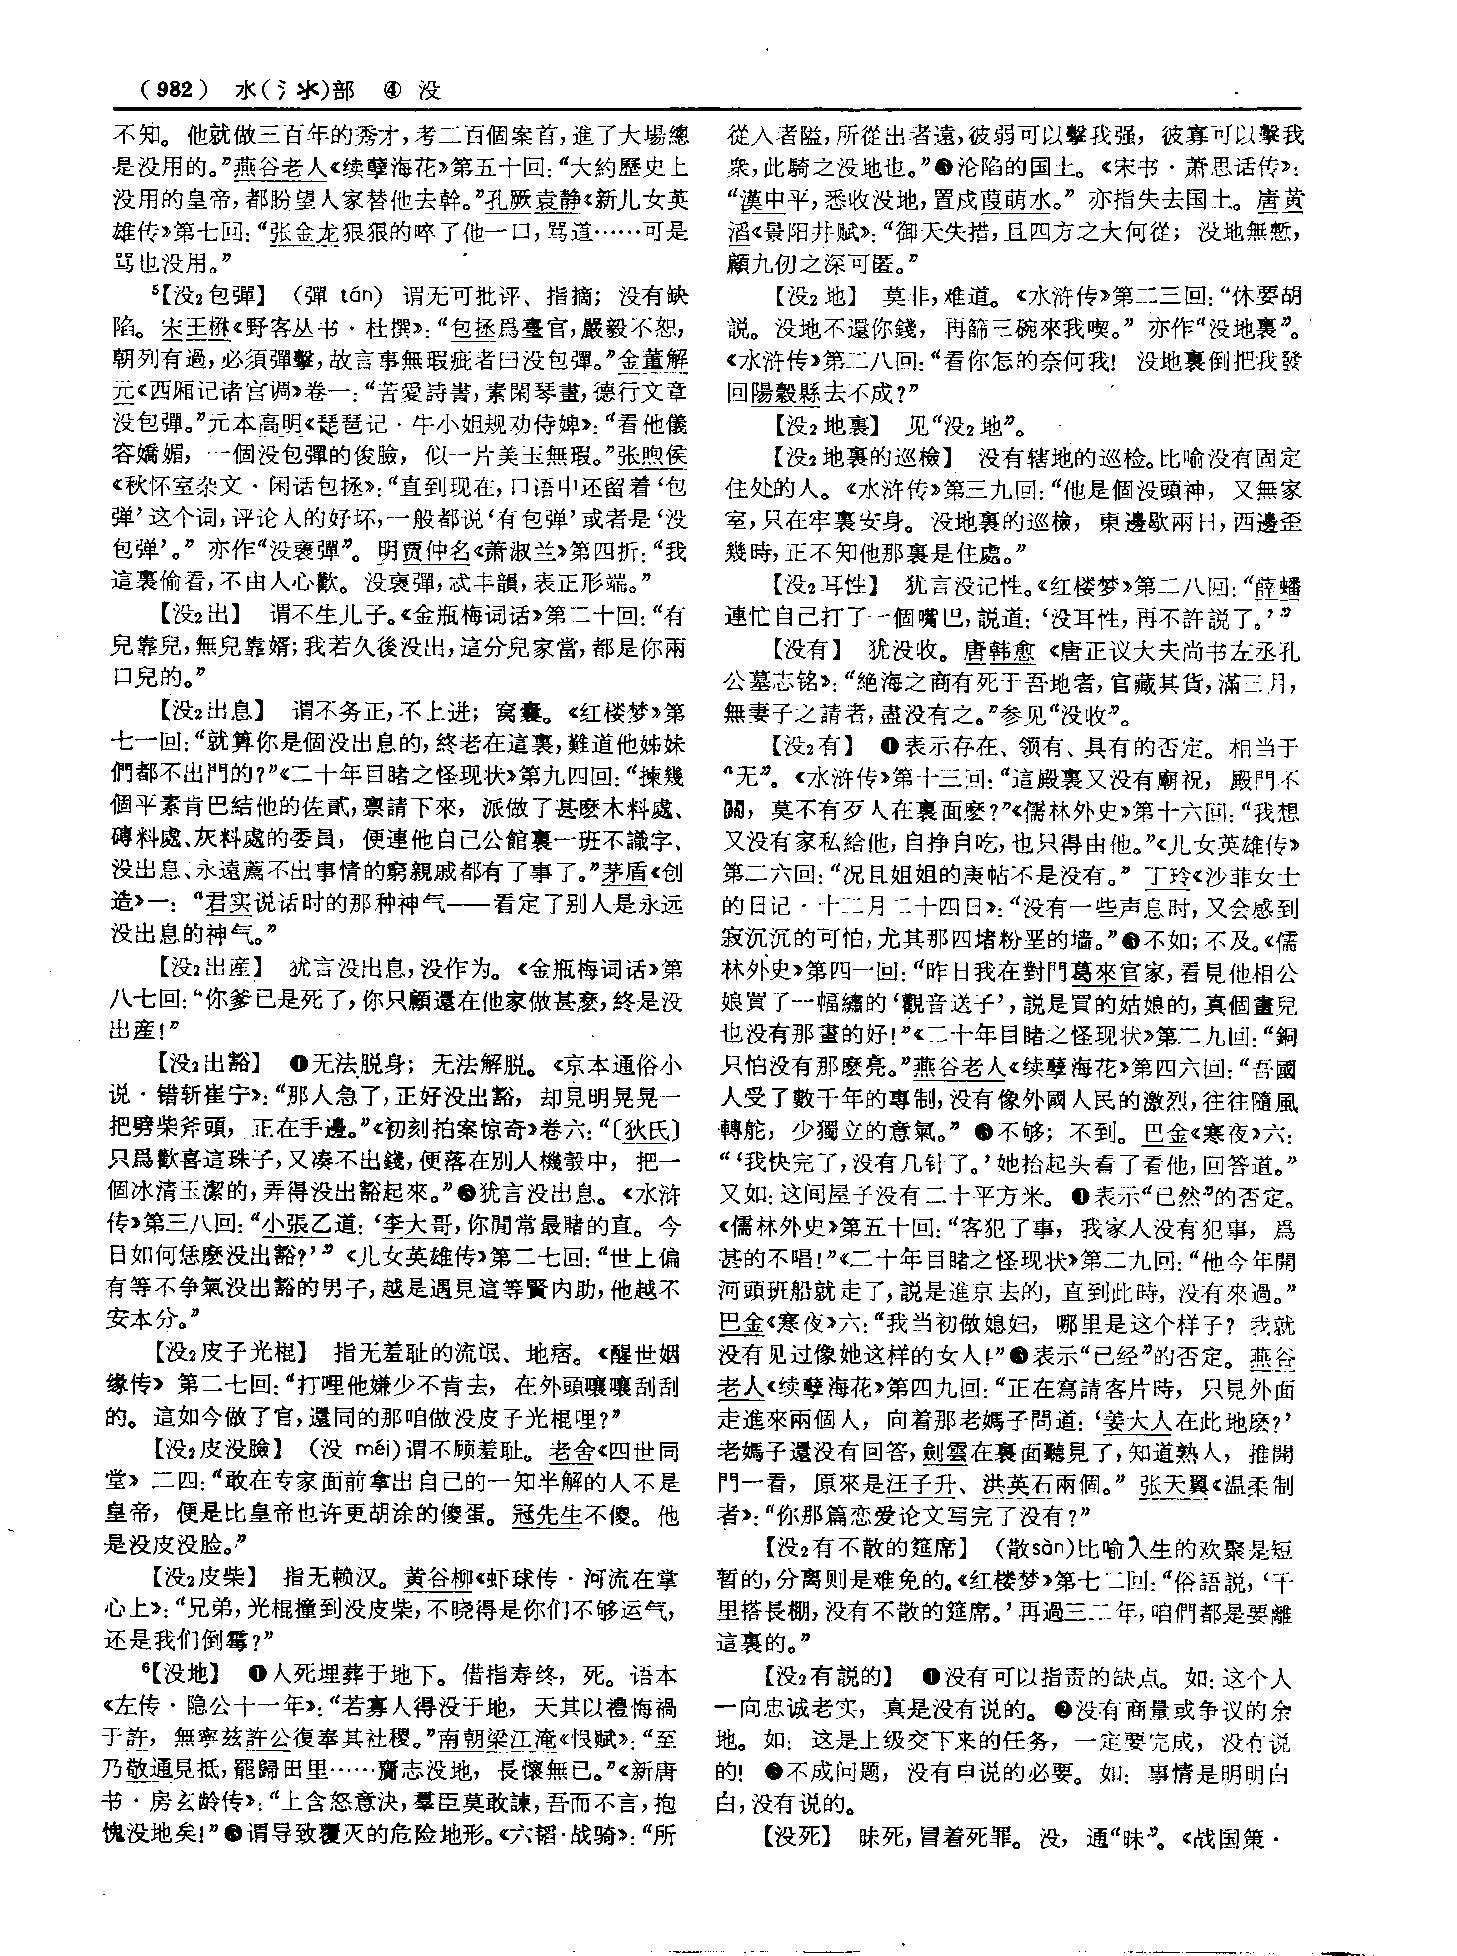 （982） 水(氵氺)部 ④ 没
不知。他就做三百年的秀才，考二百個案首，進了大場總
是没用的。”燕谷老人《续孽海花》第五十回：“大約歷史上
没用的皇帝，都盼望人家替他去幹。”孔厥袁静《新儿女英
雄传》第七回：“张金龙狠狠的啐了他一口，骂道……可是
骂也没用。”
⁵【没₂包彈】（彈 tán） 谓无可批评、指摘；没有缺
陷。宋王楙《野客丛书·杜撰》：“包拯爲臺官，嚴毅不恕，
朝列有過，必須彈擊，故言事無瑕疵者曰没包彈。”金董解
元《西厢记诸宫调》卷一：“苦愛詩書，素閑琴畫，德行文章
没包彈。”元本高明《琵琶记·牛小姐规劝侍婢》：“看他儀
容嬌媚，一個没包彈的俊臉，似一片美玉無瑕。”张煦侯
《秋怀室杂文·闲话包拯》：“直到现在，口语中还留着‘包
弹’这个词，评论人的好坏，一般都说‘有包弹’或者是‘没
包弹’。”亦作“没褒彈”。明贾仲名《萧淑兰》第四折：“我
這裏偷看，不由人心歡。没褒彈，忒丰韻，表正形端。”
【没₂出】 谓不生儿子。《金瓶梅词话》第二十回：“有
兒靠兒，無兒靠婿；我若久後没出，這分兒家當，都是你兩
口兒的。”
【没₂出息】 谓不务正，不上进；窝囊。《红楼梦》第
七一回：“就算你是個没出息的，終老在這裏，難道他姊妹
們都不出門的？”《二十年目睹之怪现状》第九四回：“揀幾
個平素肯巴結他的佐貳，禀請下來，派做了甚麽木料處、
磚料處、灰料處的委員，便連他自己公館裏一班不識字、
没出息、永遠薦不出事情的窮親戚都有了事了。”茅盾《创
造》一：“君实说话时的那种神气——看定了别人是永远
没出息的神气。”
【没₂出産】 犹言没出息，没作为。《金瓶梅词话》第
八七回：“你爹已是死了，你只顧還在他家做甚麽，終是没
出産！”
【没₂出豁】 ❶无法脱身；无法解脱。《京本通俗小
说·错斩崔宁》：“那人急了，正好没出豁，却見明晃晃一
把劈柴斧頭，正在手邊。”《初刻拍案惊奇》卷六：“〔狄氏〕
只爲歡喜這珠子，又凑不出錢，便落在别人機彀中，把一
個冰清玉潔的，弄得没出豁起來。”❷犹言没出息。《水浒
传》第三八回：“小張乙道：‘李大哥，你閒常最賭的直。今
日如何恁麽没出豁？’”《儿女英雄传》第二七回：“世上偏
有等不争氣没出豁的男子，越是遇見這等賢内助，他越不
安本分。”
【没₂皮子光棍】 指无羞耻的流氓、地痞。《醒世姻
缘传》第二七回：“打哩他嫌少不肯去，在外頭嚷嚷刮刮
的。這如今做了官，還同的那咱做没皮子光棍哩？”
【没₂皮没臉】（没 méi）谓不顾羞耻。老舍《四世同
堂》二四：“敢在专家面前拿出自己的一知半解的人不是
皇帝，便是比皇帝也许更胡涂的傻蛋。冠先生不傻。他
是没皮没脸。”
【没₂皮柴】 指无赖汉。黄谷柳《虾球传·河流在掌
心上》：“兄弟，光棍撞到没皮柴，不晓得是你们不够运气，
还是我们倒霉？”
⁶【没地】 ❶人死埋葬于地下。借指寿终，死。语本
《左传·隐公十一年》：“若寡人得没于地，天其以禮悔禍
于許，無寧兹許公復奉其社稷。”南朝梁江淹《恨赋》：“至
乃敬通見抵，罷歸田里……齎志没地，長懷無已。”《新唐
书·房玄龄传》：“上含怒意決，羣臣莫敢諫，吾而不言，抱
愧没地矣！”❷谓导致覆灭的危险地形。《六韬·战骑》：“所
從入者隘，所從出者遠，彼弱可以擊我强，彼寡可以擊我
衆，此騎之没地也。”❸沦陷的国土。《宋书·萧思话传》：
“漢中平，悉收没地，置戍葭萌水。”亦指失去国土。唐黄
滔《景阳井赋》：“御天失措，且四方之大何從；没地無慙，
顧九仞之深可匿。”
【没₂地】 莫非，难道。《水浒传》第二三回：“休要胡
説。没地不還你錢，再篩三碗來我喫。”亦作“没地裏”。
《水浒传》第二八回：“看你怎的奈何我！没地裏倒把我發
回陽穀縣去不成？”
【没₂地裏】 见“没₂地”。
【没₂地裏的巡檢】 没有辖地的巡检。比喻没有固定
住处的人。《水浒传》第三九回：“他是個没頭神，又無家
室，只在牢裏安身。没地裏的巡檢，東邊歇兩日，西邊歪
幾時，正不知他那裏是住處。”
【没₂耳性】 犹言没记性。《红楼梦》第二八回：“薛蟠
連忙自己打了一個嘴巴，説道：‘没耳性，再不許説了。’”
【没有】 犹没收。唐韩愈《唐正议大夫尚书左丞孔
公墓志铭》：“絶海之商有死于吾地者，官藏其貨，滿三月，
無妻子之請者，盡没有之。”参见“没收”。
【没₂有】 ❶表示存在、领有、具有的否定。相当于
“无”。《水浒传》第十三回：“這殿裏又没有廟祝，殿門不
關，莫不有歹人在裏面麽？”《儒林外史》第十六回：“我想
又没有家私給他，自挣自吃，也只得由他。”《儿女英雄传》
第二六回：“况且姐姐的庚帖不是没有。”丁玲《沙菲女士
的日记·十二月二十四日》：“没有一些声息时，又会感到
寂沉沉的可怕，尤其那四堵粉垩的墙。”❷不如；不及。《儒
林外史》第四一回：“昨日我在對門葛來官家，看見他相公
娘買了一幅繡的‘觀音送子’，説是買的姑娘的，真個畫兒
也没有那畫的好！”《二十年目睹之怪现状》第二九回：“銅
只怕没有那麽亮。”燕谷老人《续孽海花》第四六回：“吾國
人受了數千年的專制，没有像外國人民的激烈，往往隨風
轉舵，少獨立的意氣。”❸不够；不到。巴金《寒夜》六：
“‘我快完了，没有几针了。’她抬起头看了看他，回答道。”
又如：这间屋子没有二十平方米。❹表示“已然”的否定。
《儒林外史》第五十回：“客犯了事，我家人没有犯事，爲
甚的不唱！”《二十年目睹之怪现状》第二九回：“他今年開
河頭班船就走了，説是進京去的，直到此時，没有來過。”
巴金《寒夜》六：“我当初做媳妇，哪里是这个样子？我就
没有见过像她这样的女人！”❺表示“已经”的否定。燕谷
老人《续孽海花》第四九回：“正在寫請客片時，只見外面
走進來兩個人，向着那老媽子問道：‘姜大人在此地麽？’
老媽子還没有回答，劍雲在裏面聽見了，知道熟人，推開
門一看，原來是汪子升、洪英石兩個。”张天翼《温柔制
者》：“你那篇恋爱论文写完了没有？”
【没₂有不散的筵席】（散sàn）比喻人生的欢聚是短
暂的，分离则是难免的。《红楼梦》第七二回：“俗語説，‘千
里搭長棚，没有不散的筵席。’再過三二年，咱們都是要離
這裏的。”
【没₂有説的】 ❶没有可以指责的缺点。如：这个人
一向忠诚老实，真是没有说的。❷没有商量或争议的余
地。如：这是上级交下来的任务，一定要完成，没有说
的！❸不成问题，没有申说的必要。如：事情是明明白
白，没有说的。
【没死】 昧死，冒着死罪。没，通“昧”。《战国策·